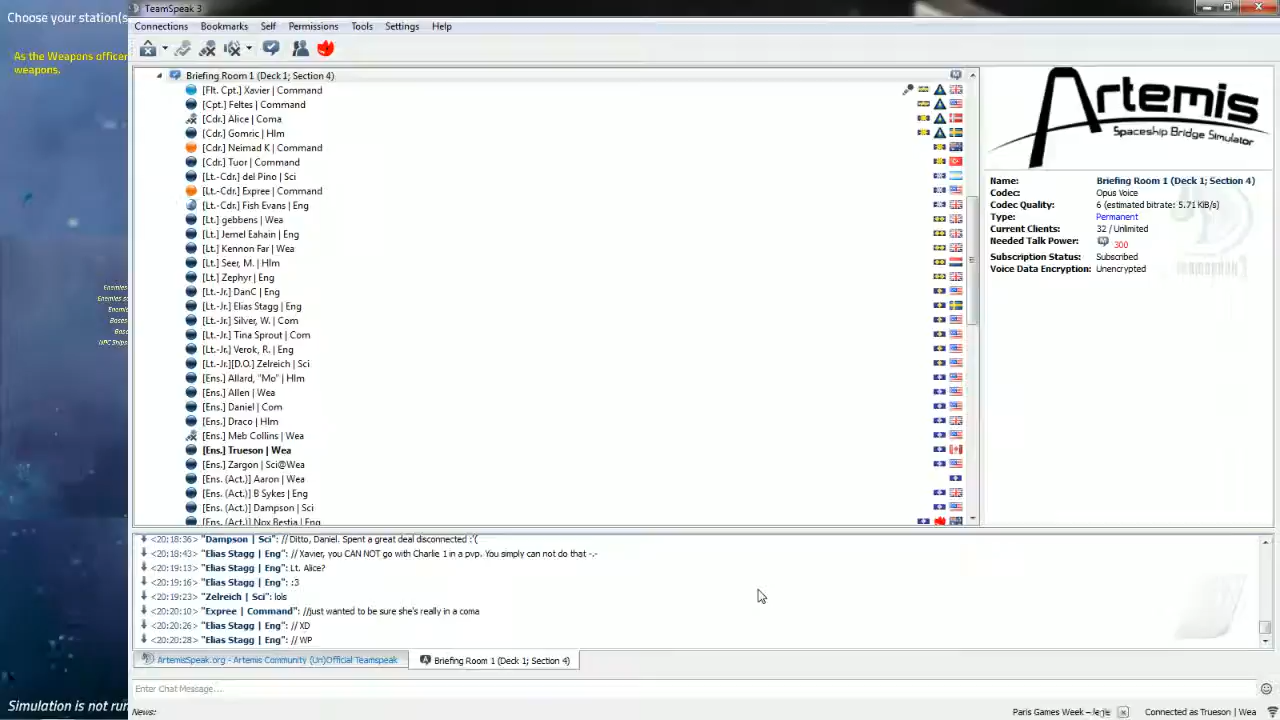 Choose your station(s
TeamSpeak 3
Connections Bookmarks Self Permissions Tools Settings Help
As the Weapons officer
weapons.
Briefing Room 1 (Deck 1; Section 4)
[Flt. Cpt.] Xavier | Command
[Cpt.] Feltes | Command
[Cdr.] Alice | Coma
[Cdr.] Gomric | Hlm
[Cdr.] Neimad K | Command
[Cdr.] Tuor | Command
[Lt.-Cdr.] del Pino | Sci
[Lt.-Cdr.] Expree | Command
[Lt.-Cdr.] Fish Evans | Eng
[Lt.] gebbens | Wea
[Lt.] Jemel Eahain | Eng
[Lt.] Kennon Far | Wea
[Lt.] Seer, M. | Hlm
[Lt.] Zephyr | Eng
[Lt.-Jr.] DanC | Eng
[Lt.-Jr.] Elias Stagg | Eng
[Lt.-Jr.] Silver, W. | Com
[Lt.-Jr.] Tina Sprout | Com
[Lt.-Jr.] Verok, R. | Eng
[Lt.-Jr.][D.O.] Zelreich | Sci
[Ens.] Allard, "Mo" | Hlm
[Ens.] Allen | Wea
[Ens.] Daniel | Com
[Ens.] Draco | Hlm
[Ens.] Meb Collins | Wea
[Ens.] Trueson | Wea
[Ens.] Zargon | Sci@Wea
[Ens. (Act.)] Aaron | Wea
[Ens. (Act.)] B Sykes | Eng
[Ens. (Act.)] Dampson | Sci
[Ens. (Act.)] Nox Bestia | Eng
Artemis
Spaceship Bridge Simulator
Name: Briefing Room 1 (Deck 1; Section 4)
Codec: Opus Voice
Codec Quality: 6 (estimated bitrate: 5.71 KiB/s)
Type: Permanent
Current Clients: 32 / Unlimited
Needed Talk Power: 300
Subscription Status: Subscribed
Voice Data Encryption: Unencrypted
Enemies
Enemies
Enemie
Bases
Bas
NPC Ships
<20:18:36> "Dampson | Sci": // Ditto, Daniel. Spent a great deal disconnected :'(
<20:18:43> "Elias Stagg | Eng": // Xavier, you CAN NOT go with Charlie 1 in a pvp. You simply can not do that -.-
<20:19:13> "Elias Stagg | Eng": Lt. Alice?
<20:19:16> "Elias Stagg | Eng": :3
<20:19:23> "Zelreich | Sci": lols
<20:20:10> "Expree | Command": //just wanted to be sure she's really in a coma
<20:20:26> "Elias Stagg | Eng": // XD
<20:20:28> "Elias Stagg | Eng": // WP
ArtemisSpeak.org - Artemis Community (Un)Official Teamspeak
Briefing Room 1 (Deck 1; Section 4)
Enter Chat Message...
Simulation is not run
News: Paris Games Week – Connected as Trueson | Wea